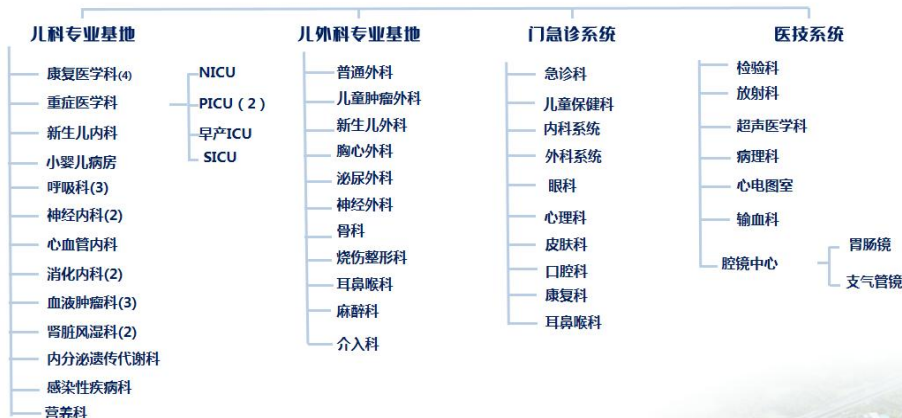 儿科专业基地
康复医学科(4)
重症医学科
NICU
PICU（2）
早产ICU
SICU
新生儿内科
小婴儿病房
呼吸科(3)
神经内科(2)
心血管内科
消化内科(2)
血液肿瘤科(3)
肾脏风湿科(2)
内分泌遗传代谢科
感染性疾病科
营养科
儿外科专业基地
普通外科
儿童肿瘤外科
新生儿外科
胸心外科
泌尿外科
神经外科
骨科
烧伤整形科
耳鼻喉科
麻醉科
介入科
门急诊系统
急诊科
儿童保健科
内科系统
外科系统
眼科
心理科
皮肤科
口腔科
康复科
耳鼻喉科
医技系统
检验科
放射科
超声医学科
病理科
心电图室
输血科
腔镜中心
胃肠镜
支气管镜